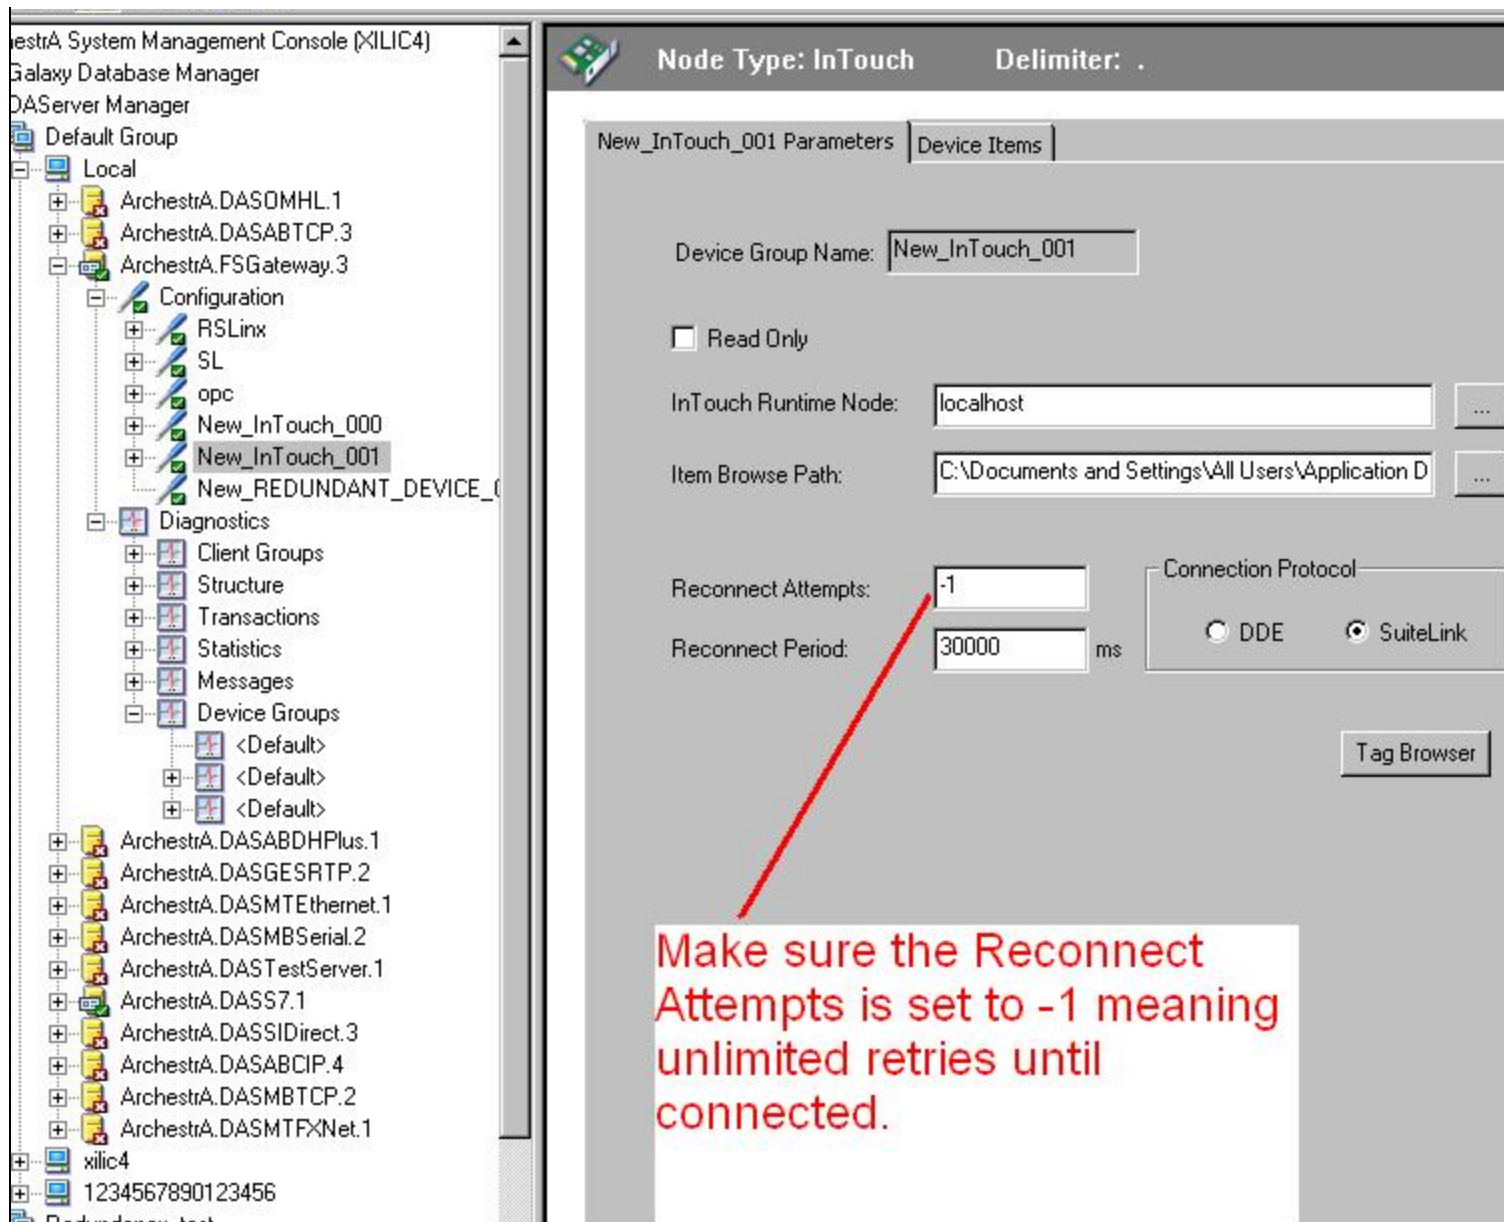 estrA System Management Console (XILIC4)
Galaxy Database Manager
DAServer Manager
Default Group
Local
ArchestrA.DASOMHL.1
ArchestrA.DASABTCP.3
ArchestrA.FSGateway.3
Configuration
RSLinx
SL
opc
New_InTouch_000
New_InTouch_001
New_REDUNDANT_DEVICE_
Diagnostics
Client Groups
Structure
Transactions
Statistics
Messages
Device Groups
<Default>
<Default>
<Default>
ArchestrA.DASABDHPlus.1
ArchestrA.DASGESRTP.2
ArchestrA.DASMTEthernet.1
ArchestrA.DASMBSerial.2
ArchestrA.DASTestServer.1
ArchestrA.DASS7.1
ArchestrA.DASSIDirect.3
ArchestrA.DASABCIP.4
ArchestrA.DASMBTCP.2
ArchestrA.DASMTFXNet.1
xilic4
1234567890123456
Node Type: InTouch Delimiter: .
New_InTouch_001 Parameters Device Items
Device Group Name: New_InTouch_001
Read Only
InTouch Runtime Node: localhost ...
Item Browse Path: C:\Documents and Settings\All Users\Application D ...
Connection Protocol
Reconnect Attempts: -1
DDE SuiteLink
Reconnect Period: 30000 ms
Tag Browser
Make sure the Reconnect
Attempts is set to -1 meaning
unlimited retries until
connected.